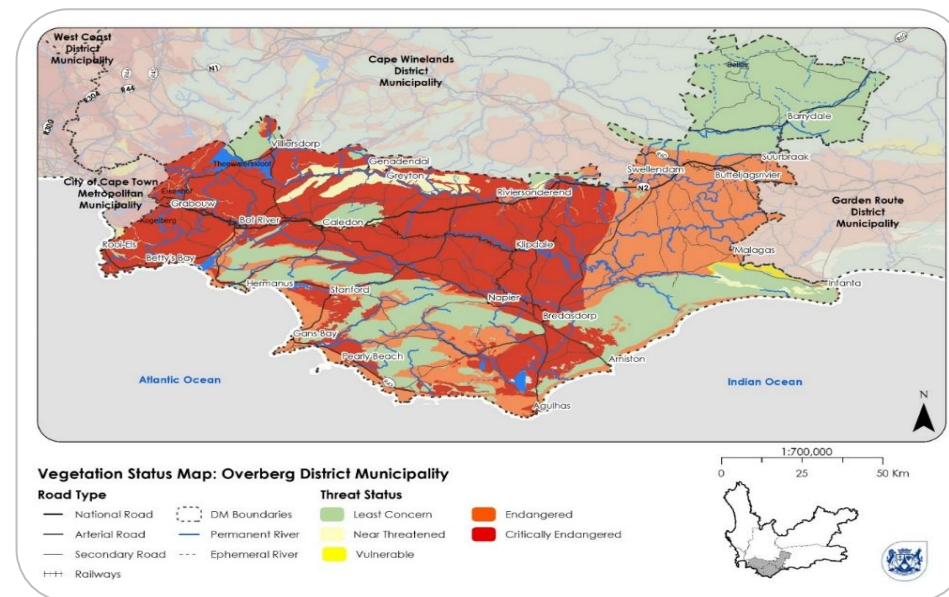 West Coast
District
Municipality
Cape Winelands
District
Municipality
N1
R44
R304
R300
Barrydale
Villiersdorp
Theewaterskloof
Genadendal
Greyton
Swellendam
Suurbraak
Buffeljagsrivier
N2
City of Cape Town
Metropolitan
Municipality
Grabouw
Riviersonderend
Garden Route
District
Municipality
Bot River
Caledon
Klipdale
Malagas
Rooi-Els
Betty's Bay
Hermanus
Stanford
Infanta
Napier
Bredasdorp
Gans Bay
Pearly Beach
Arniston
Atlantic Ocean
Indian Ocean
Agulhas
N
Vegetation Status Map: Overberg District Municipality
1:700,000
0 25 50 Km
Road Type
Threat Status
National Road
DM Boundaries
Least Concern
Endangered
Arterial Road
Permanent River
Near Threatened
Critically Endangered
Secondary Road
Ephemeral River
Vulnerable
Railways